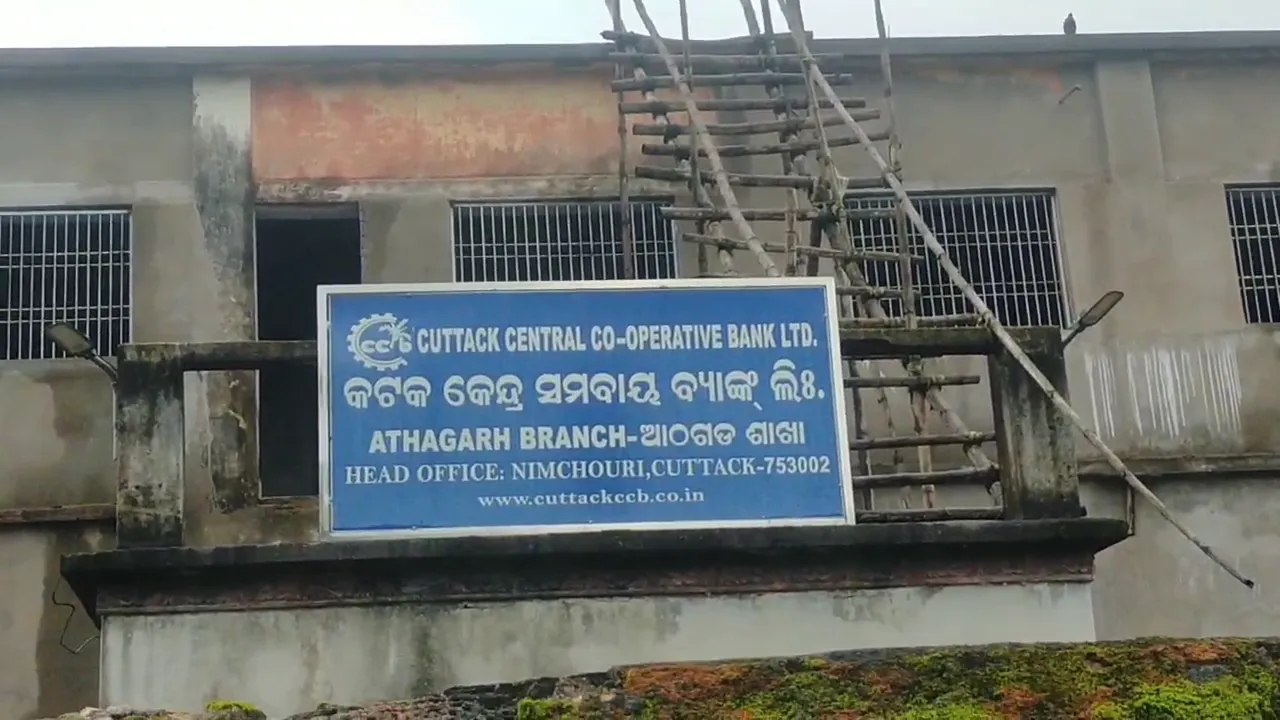 CCB CUTTACK CENTRAL CO-OPERATIVE BANK LTD.
କଟକ କେନ୍ଦ୍ର ସମବାୟ ବ୍ୟାଙ୍କ୍ ଲିଃ.
ATHAGARH BRANCH-ଆଠଗଡ ଶାଖା
HEAD OFFICE: NIMCHOURI,CUTTACK-753002
www.cuttackccb.co.in